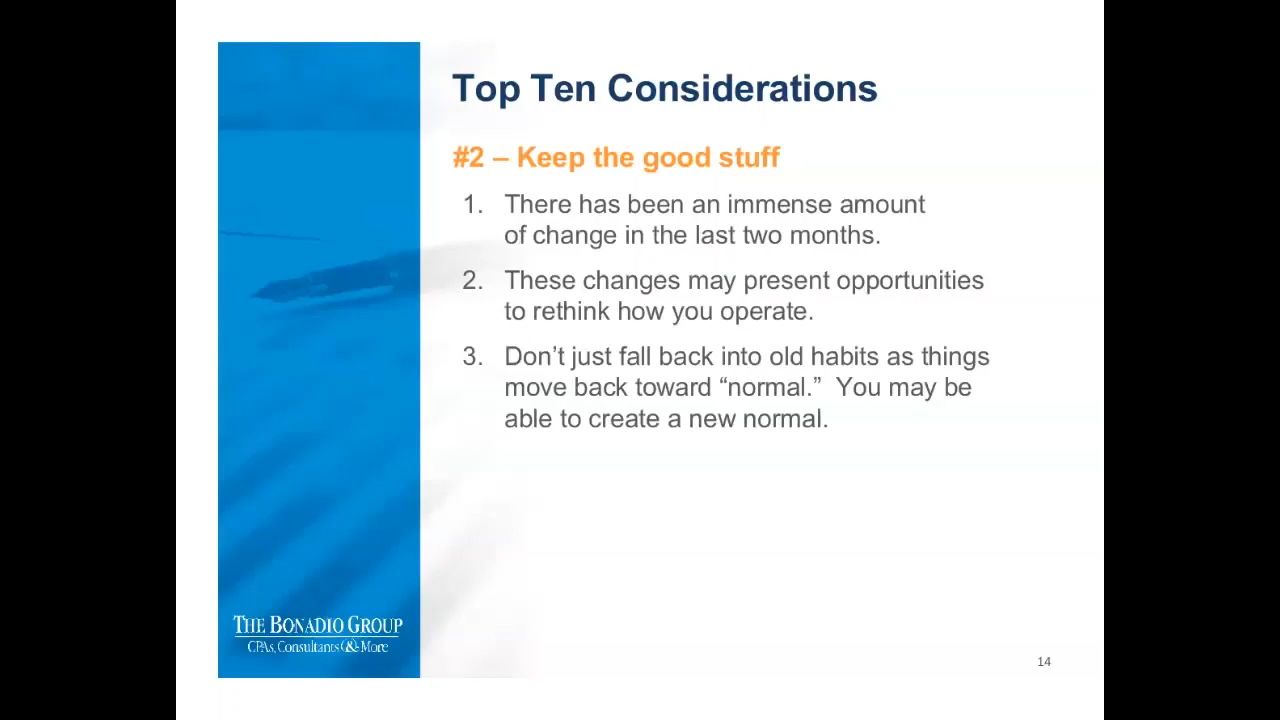 Top Ten Considerations
#2 – Keep the good stuff
1. There has been an immense amount
of change in the last two months.
2. These changes may present opportunities
to rethink how you operate.
3. Don’t just fall back into old habits as things
move back toward “normal.”  You may be
able to create a new normal.
THE BONADIO GROUP
CPAs, Consultants & More
14